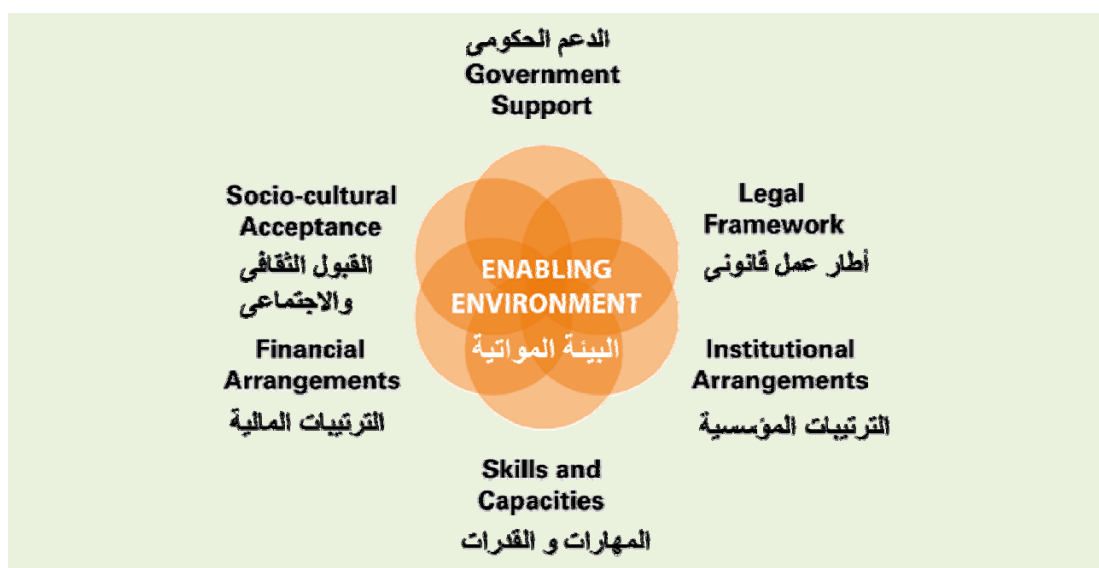 الدعم الحكومى
Government
Support
Socio-cultural
Acceptance
القبول الثقافى
والاجتماعى
Legal
Framework
أطار عمل قانونى
ENABLING
ENVIRONMENT
البيئة المواتية
Financial
Arrangements
الترتيبات المالية
Institutional
Arrangements
الترتيبات المؤسسية
Skills and
Capacities
المهارات و القدرات